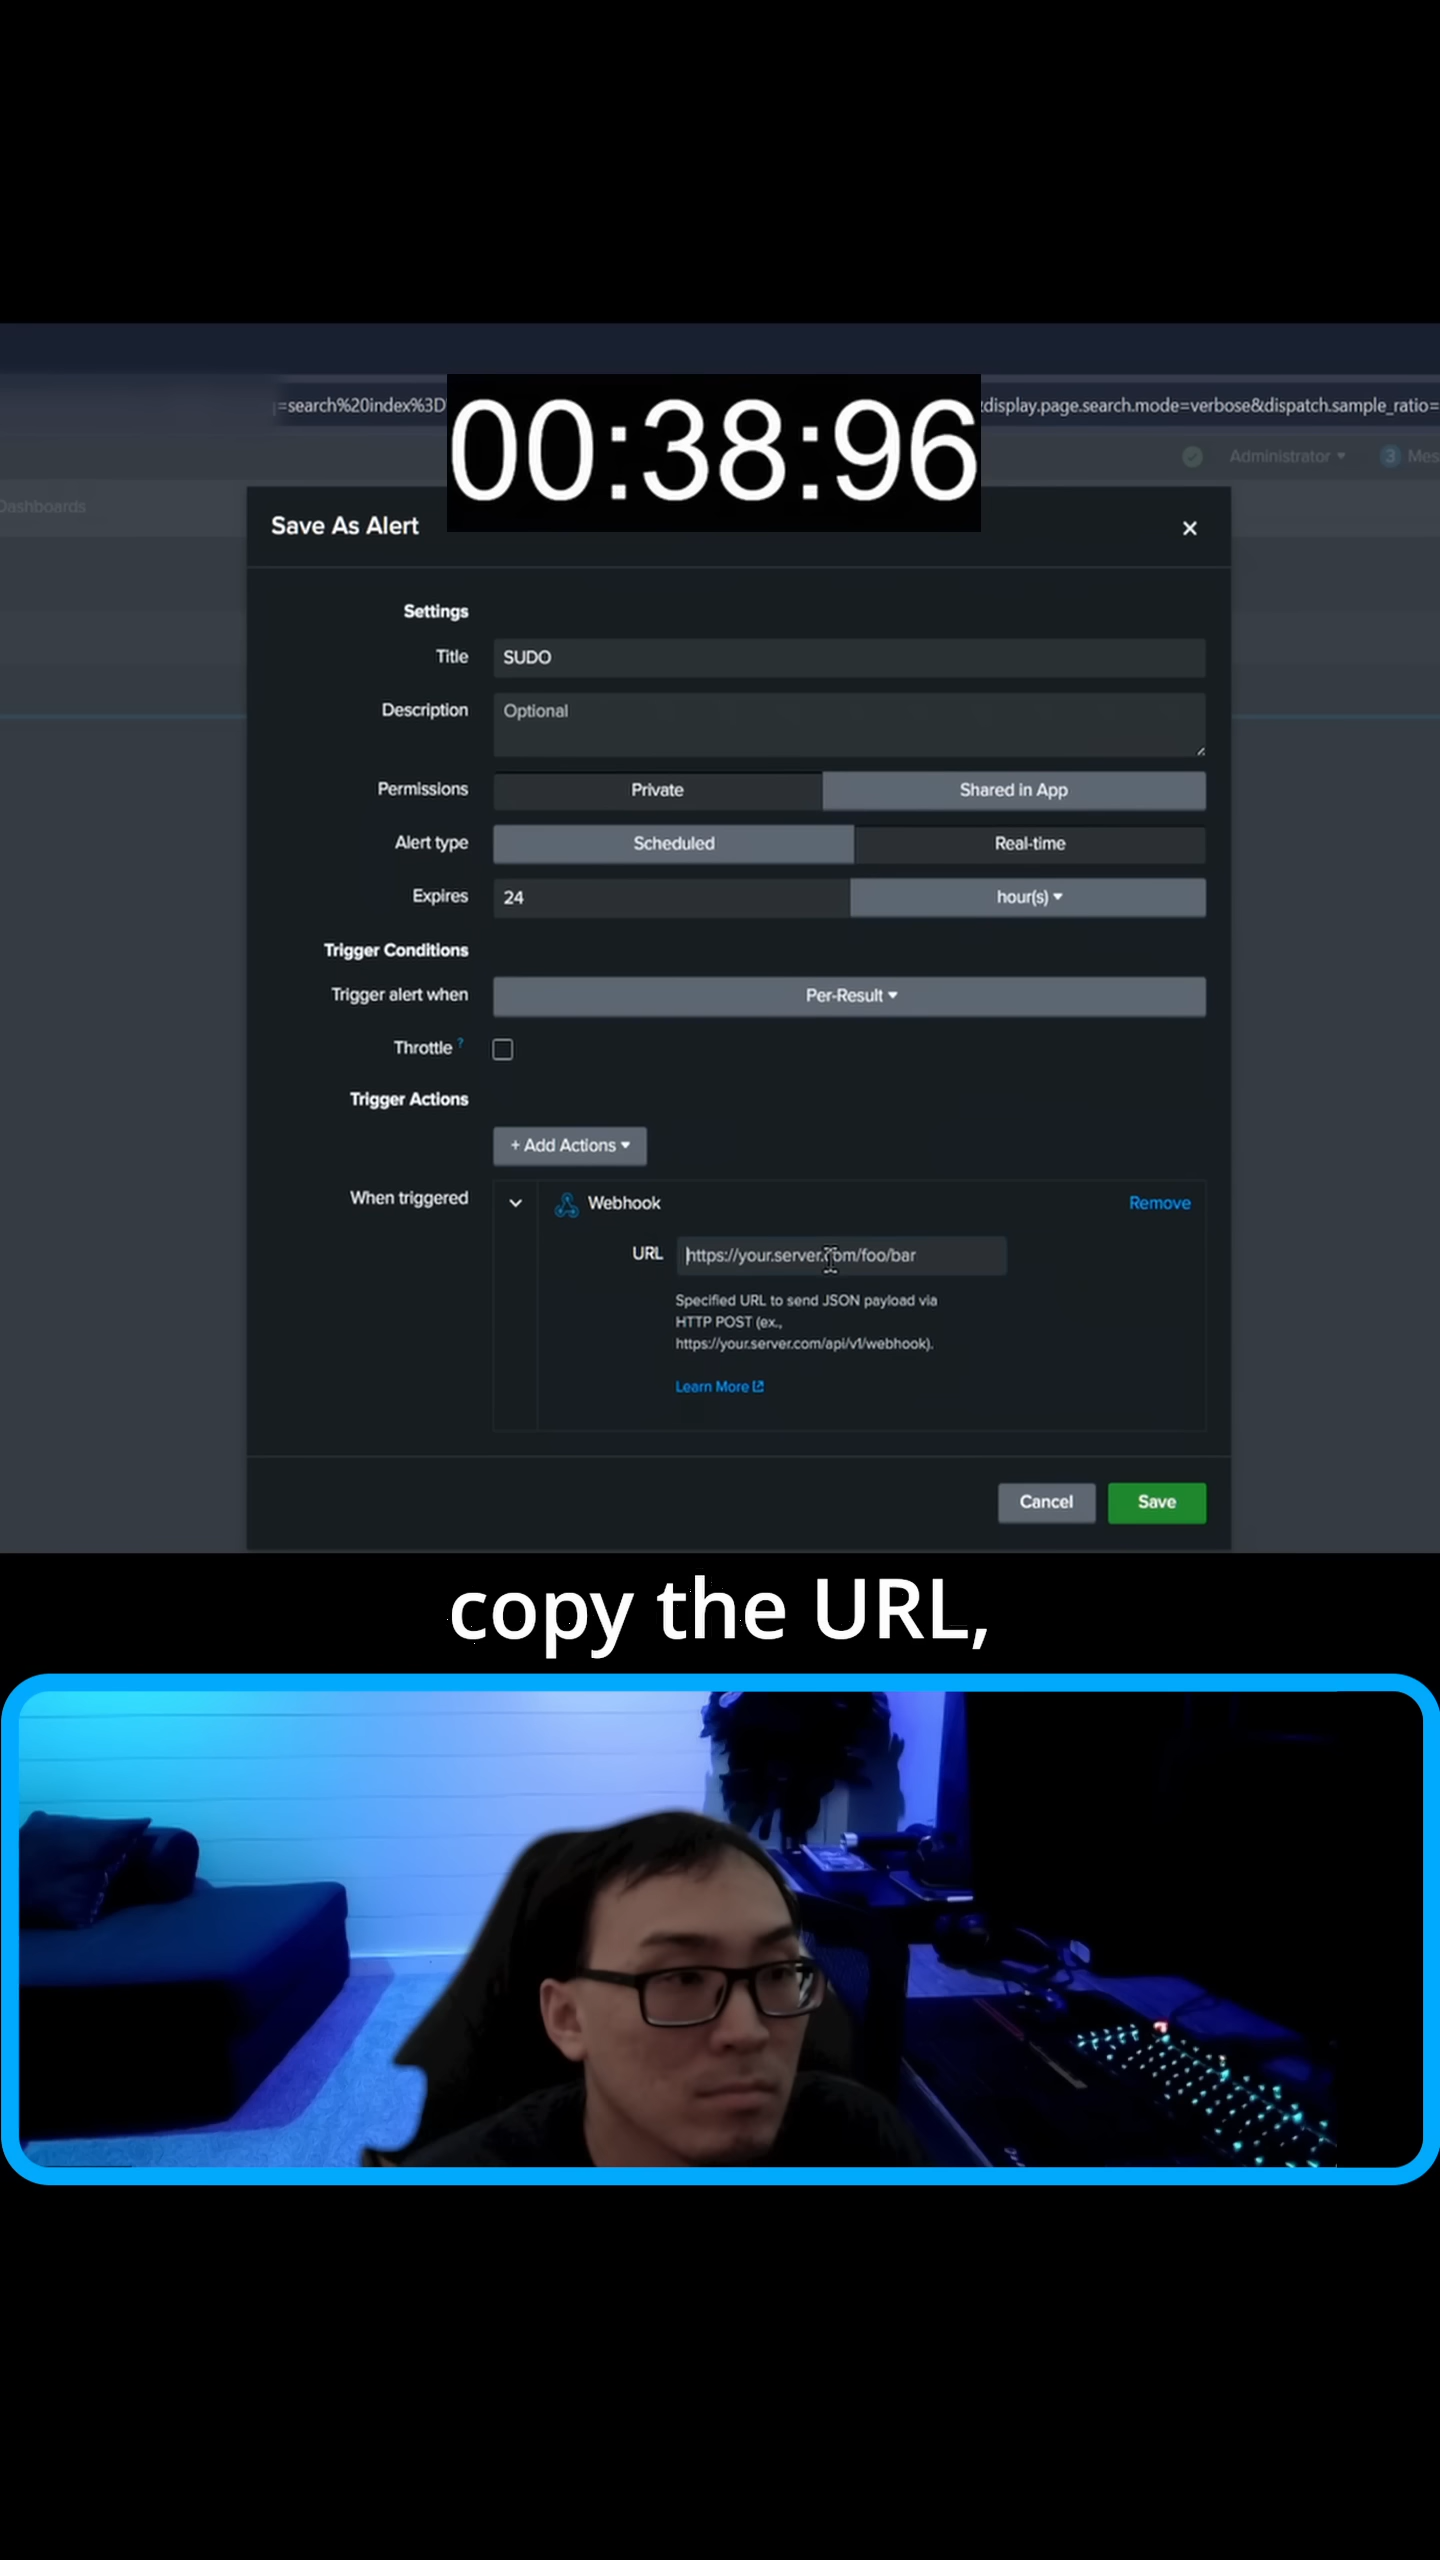 =search%20index%3D
00:38:96
display.page.search.mode=verbose&dispatch.sample_ratio=
Administrator
3
Mes
Dashboards
Save As Alert
Settings
Title
SUDO
Description
Optional
Permissions
Private
Shared in App
Alert type
Scheduled
Real-time
Expires
24
hour(s)
Trigger Conditions
Trigger alert when
Per-Result
Throttle ?
Trigger Actions
+ Add Actions
When triggered
Webhook
Remove
URL
https://your.server.com/foo/bar
Specified URL to send JSON payload via
HTTP POST (ex.,
https://your.server.com/api/v1/webhook).
Learn More
Cancel
Save
copy the URL,